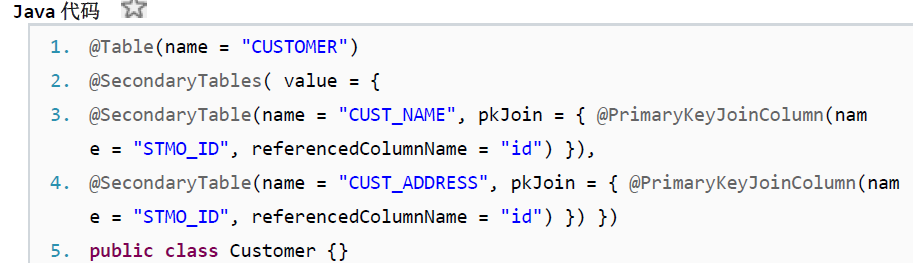 Java 代码
1. @Table(name = "CUSTOMER")
2. @SecondaryTables( value = {
3. @SecondaryTable(name = "CUST_NAME", pkJoin = { @PrimaryKeyJoinColumn(nam
e = "STMO_ID", referencedColumnName = "id") }),
4. @SecondaryTable(name = "CUST_ADDRESS", pkJoin = { @PrimaryKeyJoinColumn(nam
e = "STMO_ID", referencedColumnName = "id") }) })
5. public class Customer {}